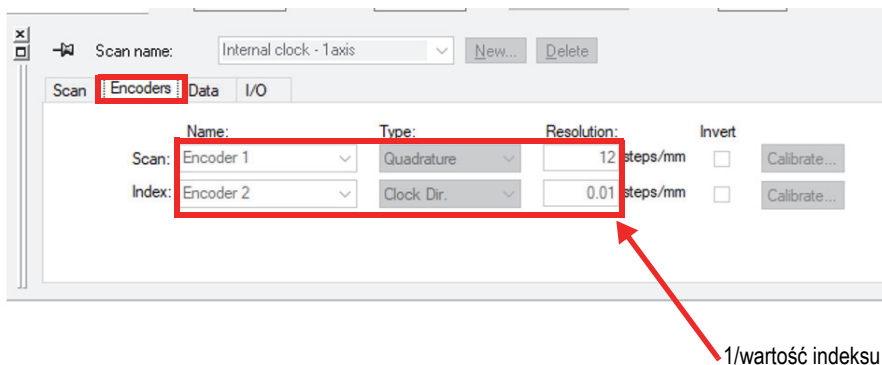 Scan name: Internal clock - 1axis New... Delete
Scan Encoders Data I/O
Name: Type: Resolution: Invert
Scan: Encoder 1 Quadrature 12 steps/mm Calibrate...
Index: Encoder 2 Clock Dir. 0.01 steps/mm Calibrate...
1/wartość indeksu